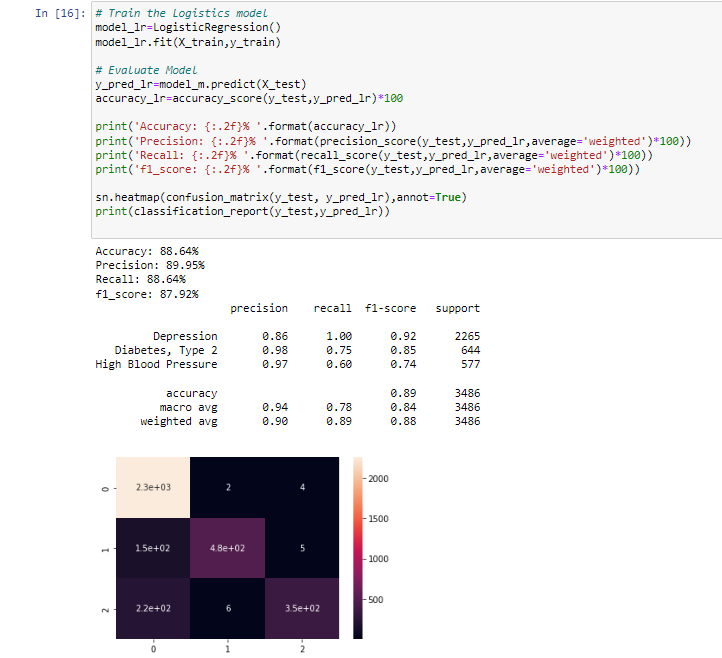 In [16]: # Train the Logistics model
model_lr=LogisticRegression()
model_lr.fit(X_train,y_train)

# Evaluate Model
y_pred_lr=model_m.predict(X_test)
accuracy_lr=accuracy_score(y_test,y_pred_lr)*100

print('Accuracy: {:.2f}% '.format(accuracy_lr))
print('Precision: {:.2f}% '.format(precision_score(y_test,y_pred_lr,average='weighted')*100))
print('Recall: {:.2f}% '.format(recall_score(y_test,y_pred_lr,average='weighted')*100))
print('f1_score: {:.2f}% '.format(f1_score(y_test,y_pred_lr,average='weighted')*100))

sn.heatmap(confusion_matrix(y_test, y_pred_lr),annot=True)
print(classification_report(y_test,y_pred_lr))

Accuracy: 88.64%
Precision: 89.95%
Recall: 88.64%
f1_score: 87.92%
precision recall f1-score support

Depression 0.86 1.00 0.92 2265
Diabetes, Type 2 0.98 0.75 0.85 644
High Blood Pressure 0.97 0.60 0.74 577

accuracy 0.89 3486
macro avg 0.94 0.78 0.84 3486
weighted avg 0.90 0.89 0.88 3486

0 2.3e+03 2 4
1 1.5e+02 4.8e+02 5
2 2.2e+02 6 3.5e+02
0 1 2
2000
1500
1000
500